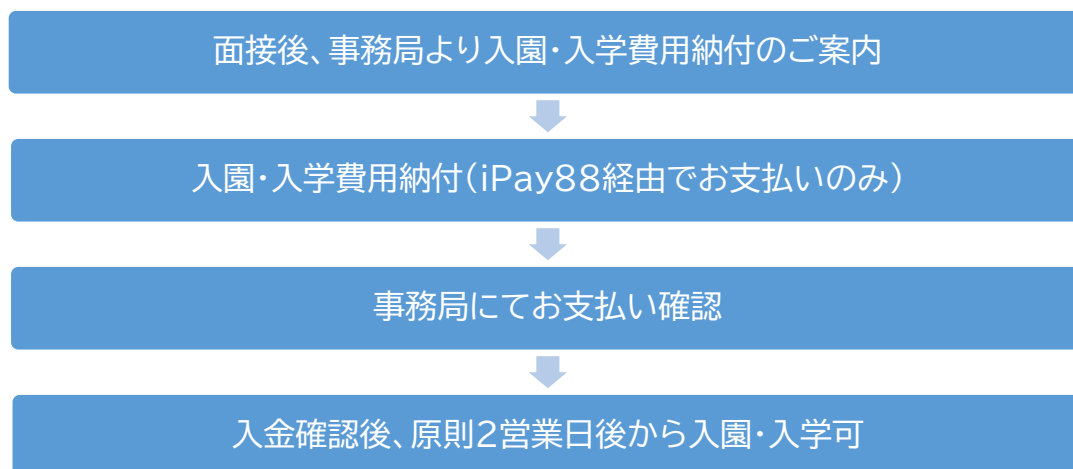 面接後、事務局より入園・入学費用納付のご案内
入園・入学費用納付（iPay88経由でお支払いのみ）
事務局にてお支払い確認
入金確認後、原則2営業日後から入園・入学可